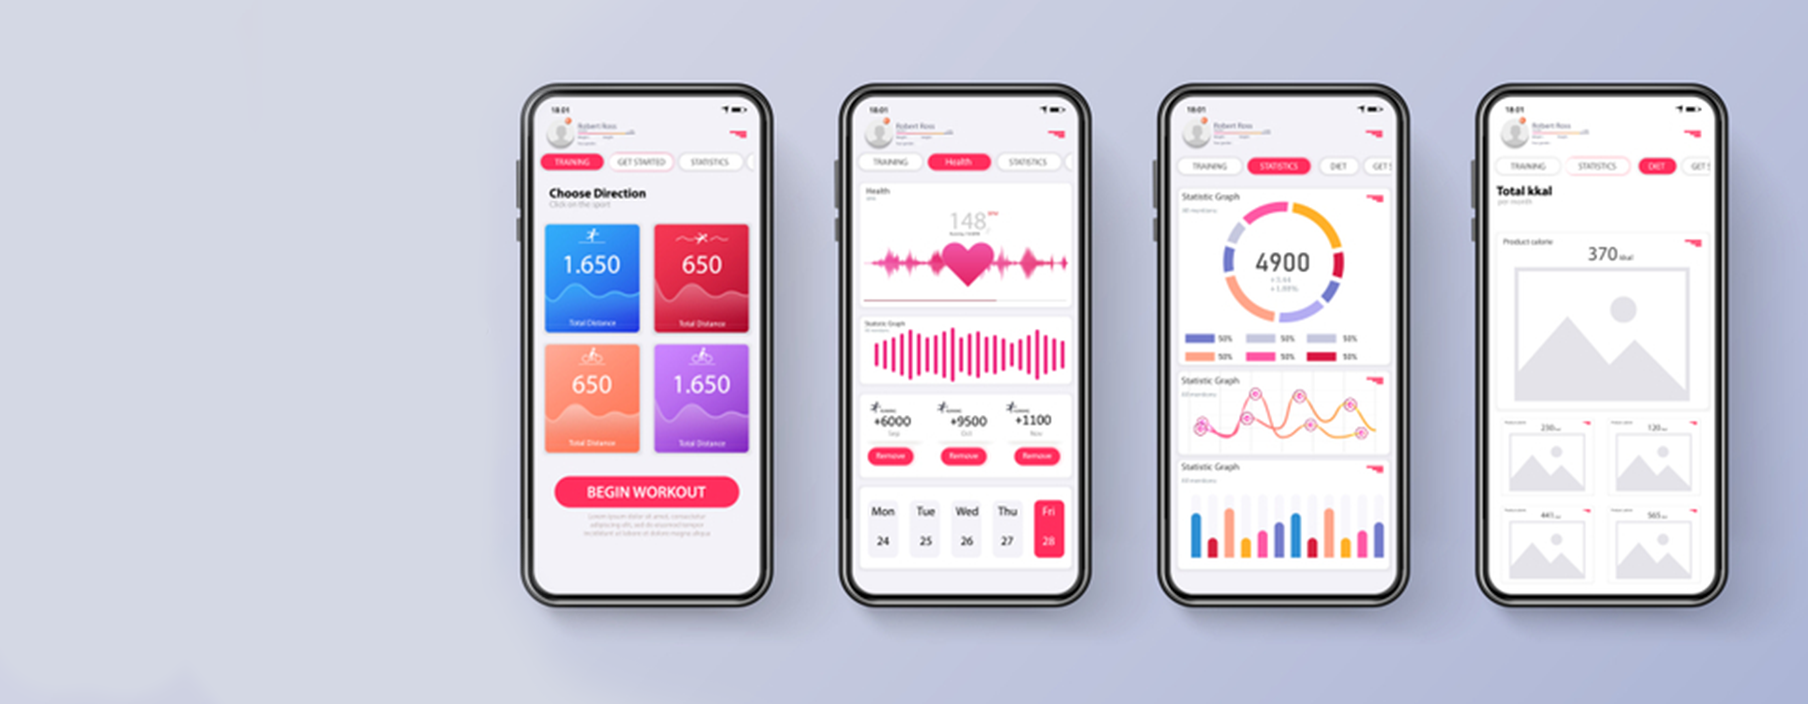 18:01
Robert Ross
TRAINING
GET STARTED
STATISTICS
Choose Direction
Click on the sport
1.650
Total Distance
650
Total Distance
650
Total Distance
1.650
Total Distance
BEGIN WORKOUT
18:01
Robert Ross
TRAINING
Health
STATISTICS
Health
148
Statistic Graph
+6000
Sep
Remove
+9500
Oct
Remove
+1100
Nov
Remove
Mon Tue Wed Thu Fri
24 25 26 27 28
18:01
Robert Ross
TRAINING
STATISTICS
DIET
GET S
Statistic Graph
4900
50% 50% 50%
50% 50% 50%
Statistic Graph
Statistic Graph
18:01
Robert Ross
TRAINING
STATISTICS
DIET
GET S
Total kkal
per month
Product calorie
370 kkal
230
120
441
565